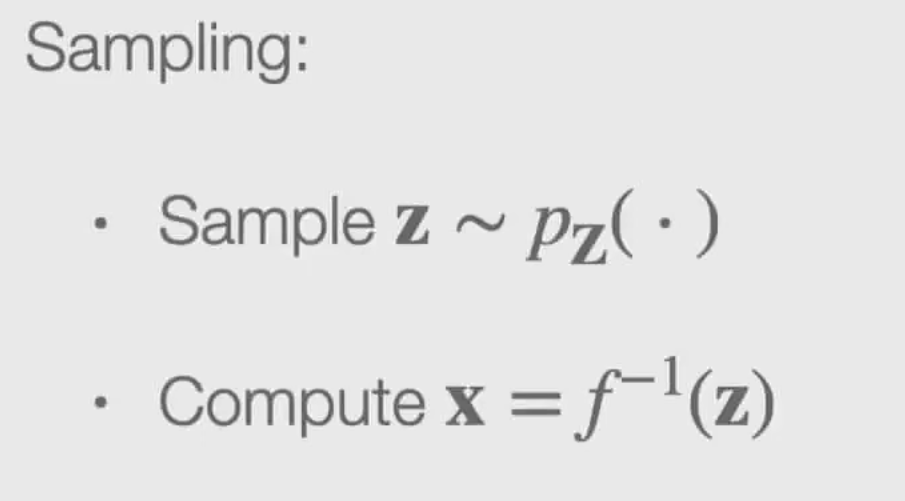 Sampling:
· Sample z ~ p_Z( · )
· Compute x = f⁻¹(z)